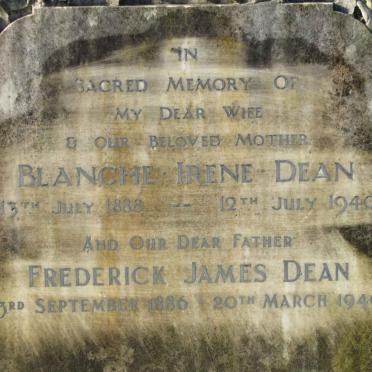 IN
SACRED MEMORY OF
MY DEAR WIFE
& OUR BELOVED MOTHER
BLANCHE · IRENE · DEAN
13TH JULY 1888 — 12TH JULY 1940
AND OUR DEAR FATHER
FREDERICK JAMES DEAN
3RD SEPTEMBER 1886 - 20TH MARCH 194